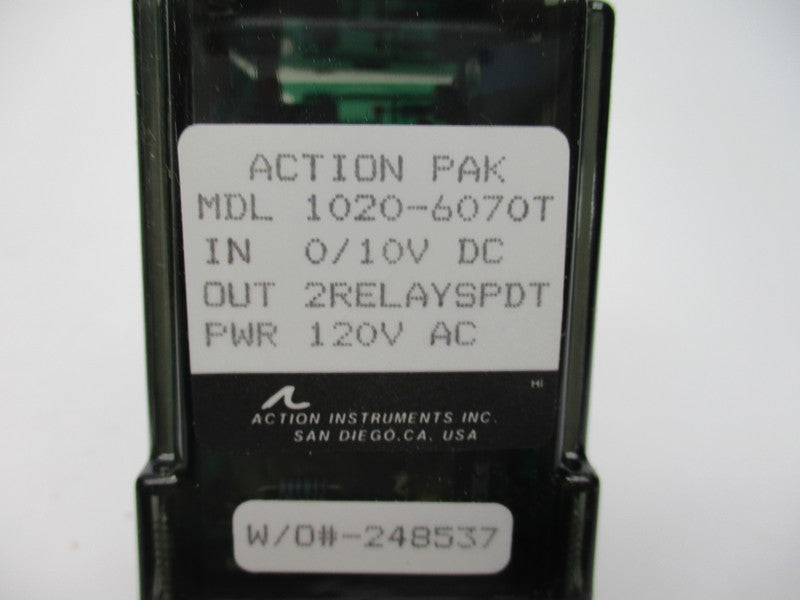 ACTION PAK
MDL 1020-6070T
IN 0/10V DC
OUT 2RELAYSPDT
PWR 120V AC
Hi
ACTION INSTRUMENTS INC.
SAN DIEGO.CA. USA
W/O#-248537